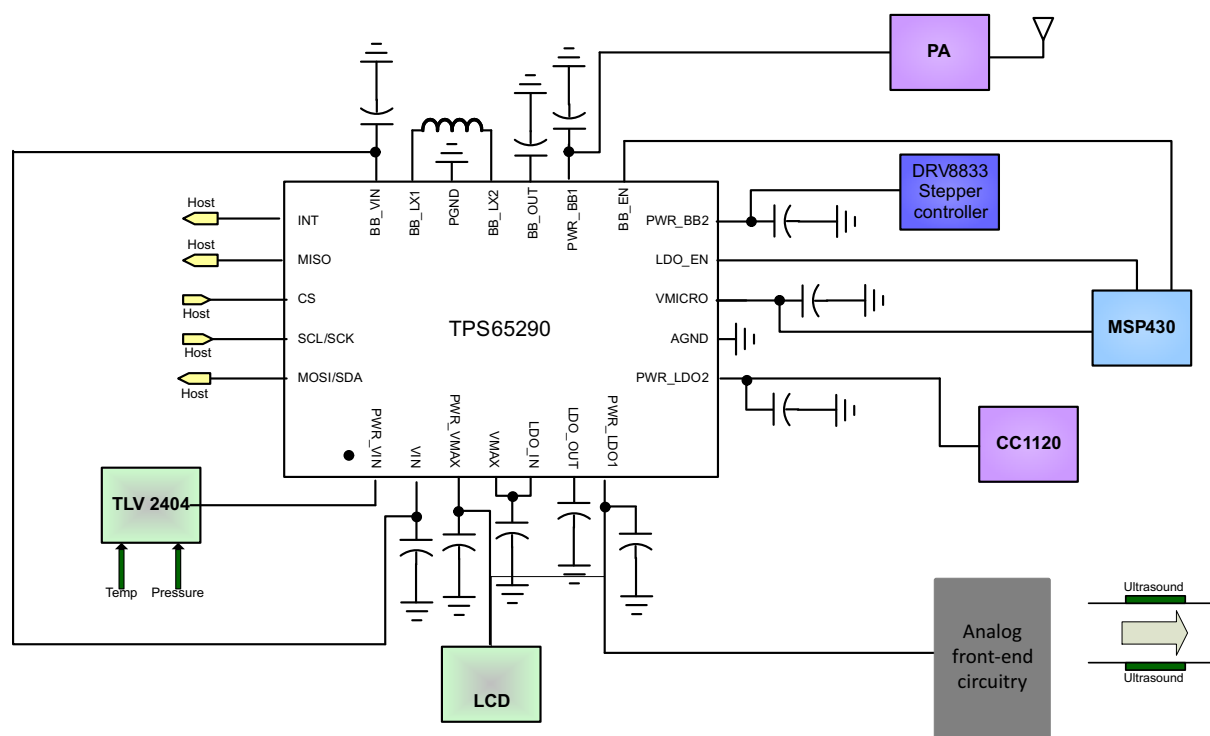 PA
BB_VIN
BB_LX1
PGND
BB_LX2
BB_OUT
PWR_BB1
BB_EN
DRV8833
Stepper
controller
Host
INT
PWR_BB2
Host
MISO
LDO_EN
CS
Host
VMICRO
TPS65290
MSP430
Host
SCL/SCK
AGND
MOSI/SDA
Host
PWR_LDO2
PWR_VIN
VIN
PWR_VMAX
VMAX
LDO_IN
LDO_OUT
PWR_LDO1
CC1120
TLV 2404
Temp
Pressure
Ultrasound
Analog
front-end
circuitry
Ultrasound
LCD